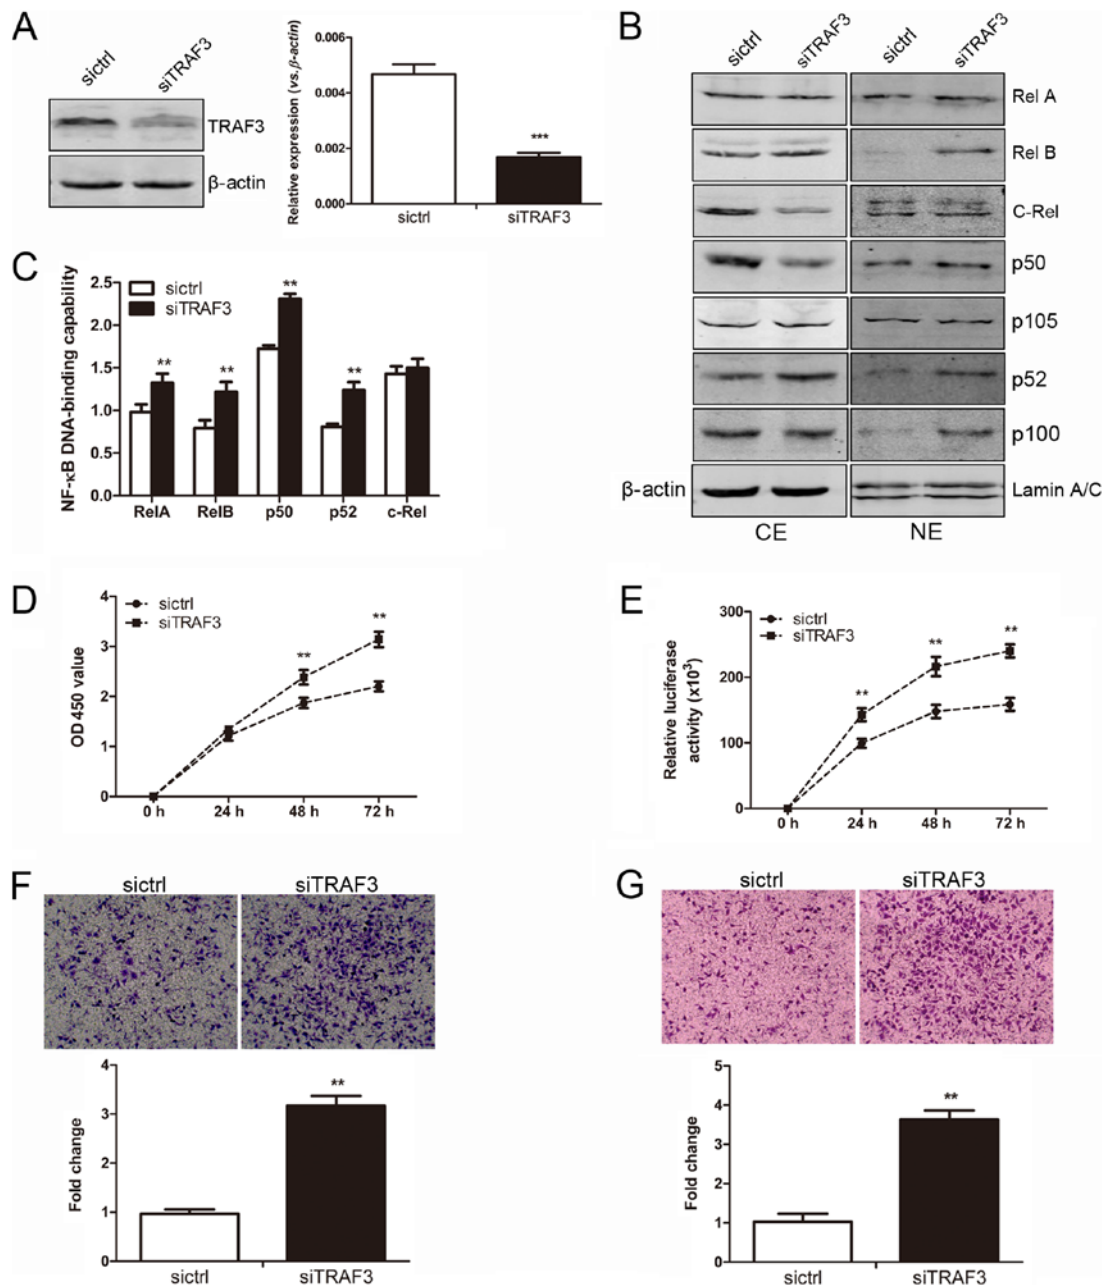 A
sictrl
siTRAF3
TRAF3
β-actin
Relative expression (vs.β-actin)
0.006
0.004
0.002
0.000
***
sictrl
siTRAF3
B
sictrl
siTRAF3
sictrl
siTRAF3
Rel A
Rel B
C-Rel
p50
p105
p52
p100
β-actin
Lamin A/C
CE
NE
C
NF-κB DNA-binding capability
2.5
2.0
1.5
1.0
0.5
0.0
sictrl
siTRAF3
**
**
**
**
RelA
RelB
p50
p52
c-Rel
D
OD 450 value
4
3
2
1
0
sictrl
siTRAF3
**
**
0 h
24 h
48 h
72 h
E
Relative luciferase
activity (x10³)
300
200
100
0
sictrl
siTRAF3
**
**
**
0 h
24 h
48 h
72 h
F
sictrl
siTRAF3
Fold change
4
3
2
1
0
**
sictrl
siTRAF3
G
sictrl
siTRAF3
Fold change
5
4
3
2
1
0
**
sictrl
siTRAF3